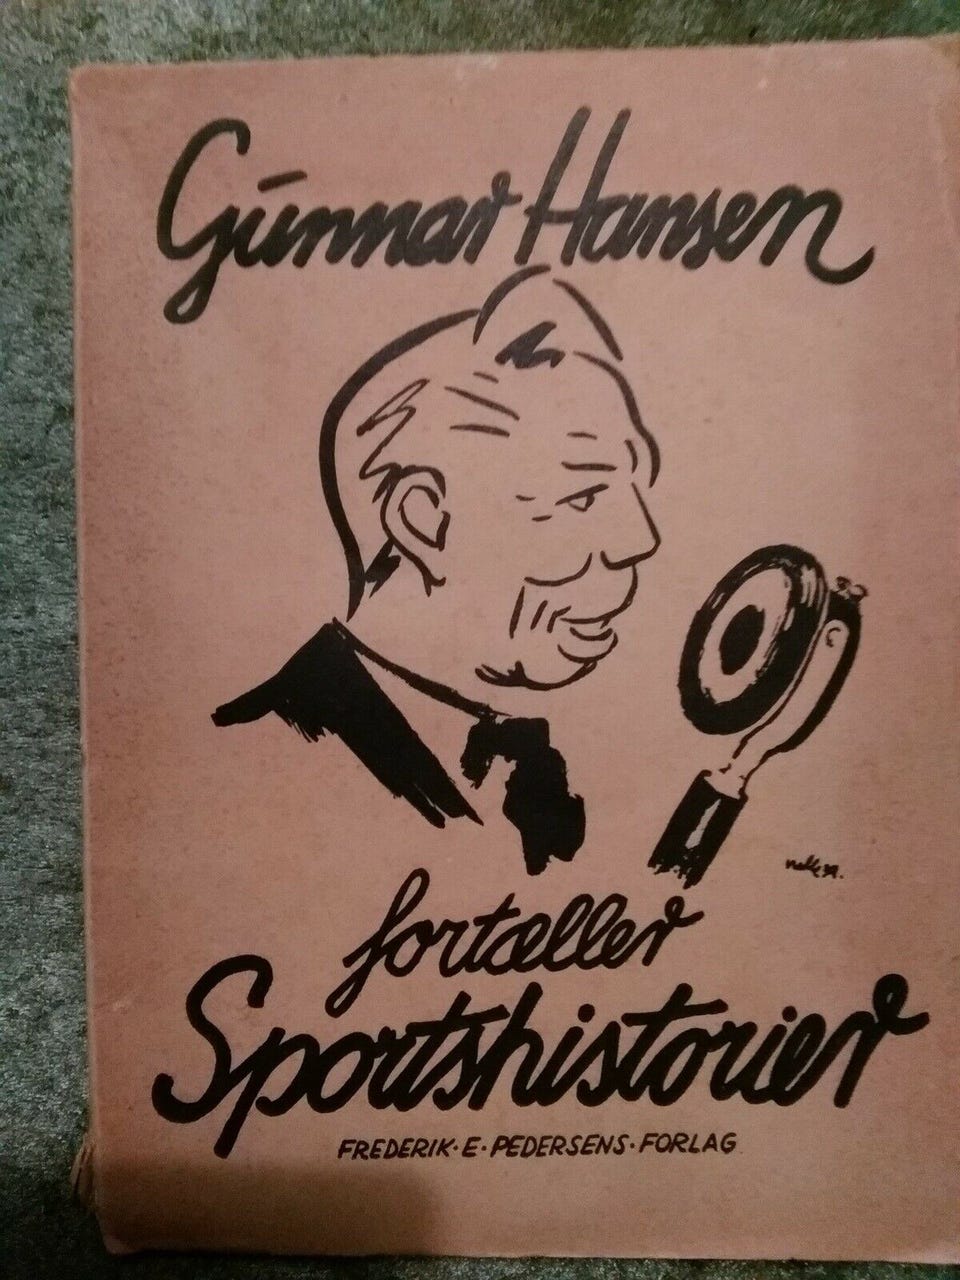 Gunnar Hansen
fortæller
Sportshistorier
FREDERIK·E·PEDERSENS·FORLAG